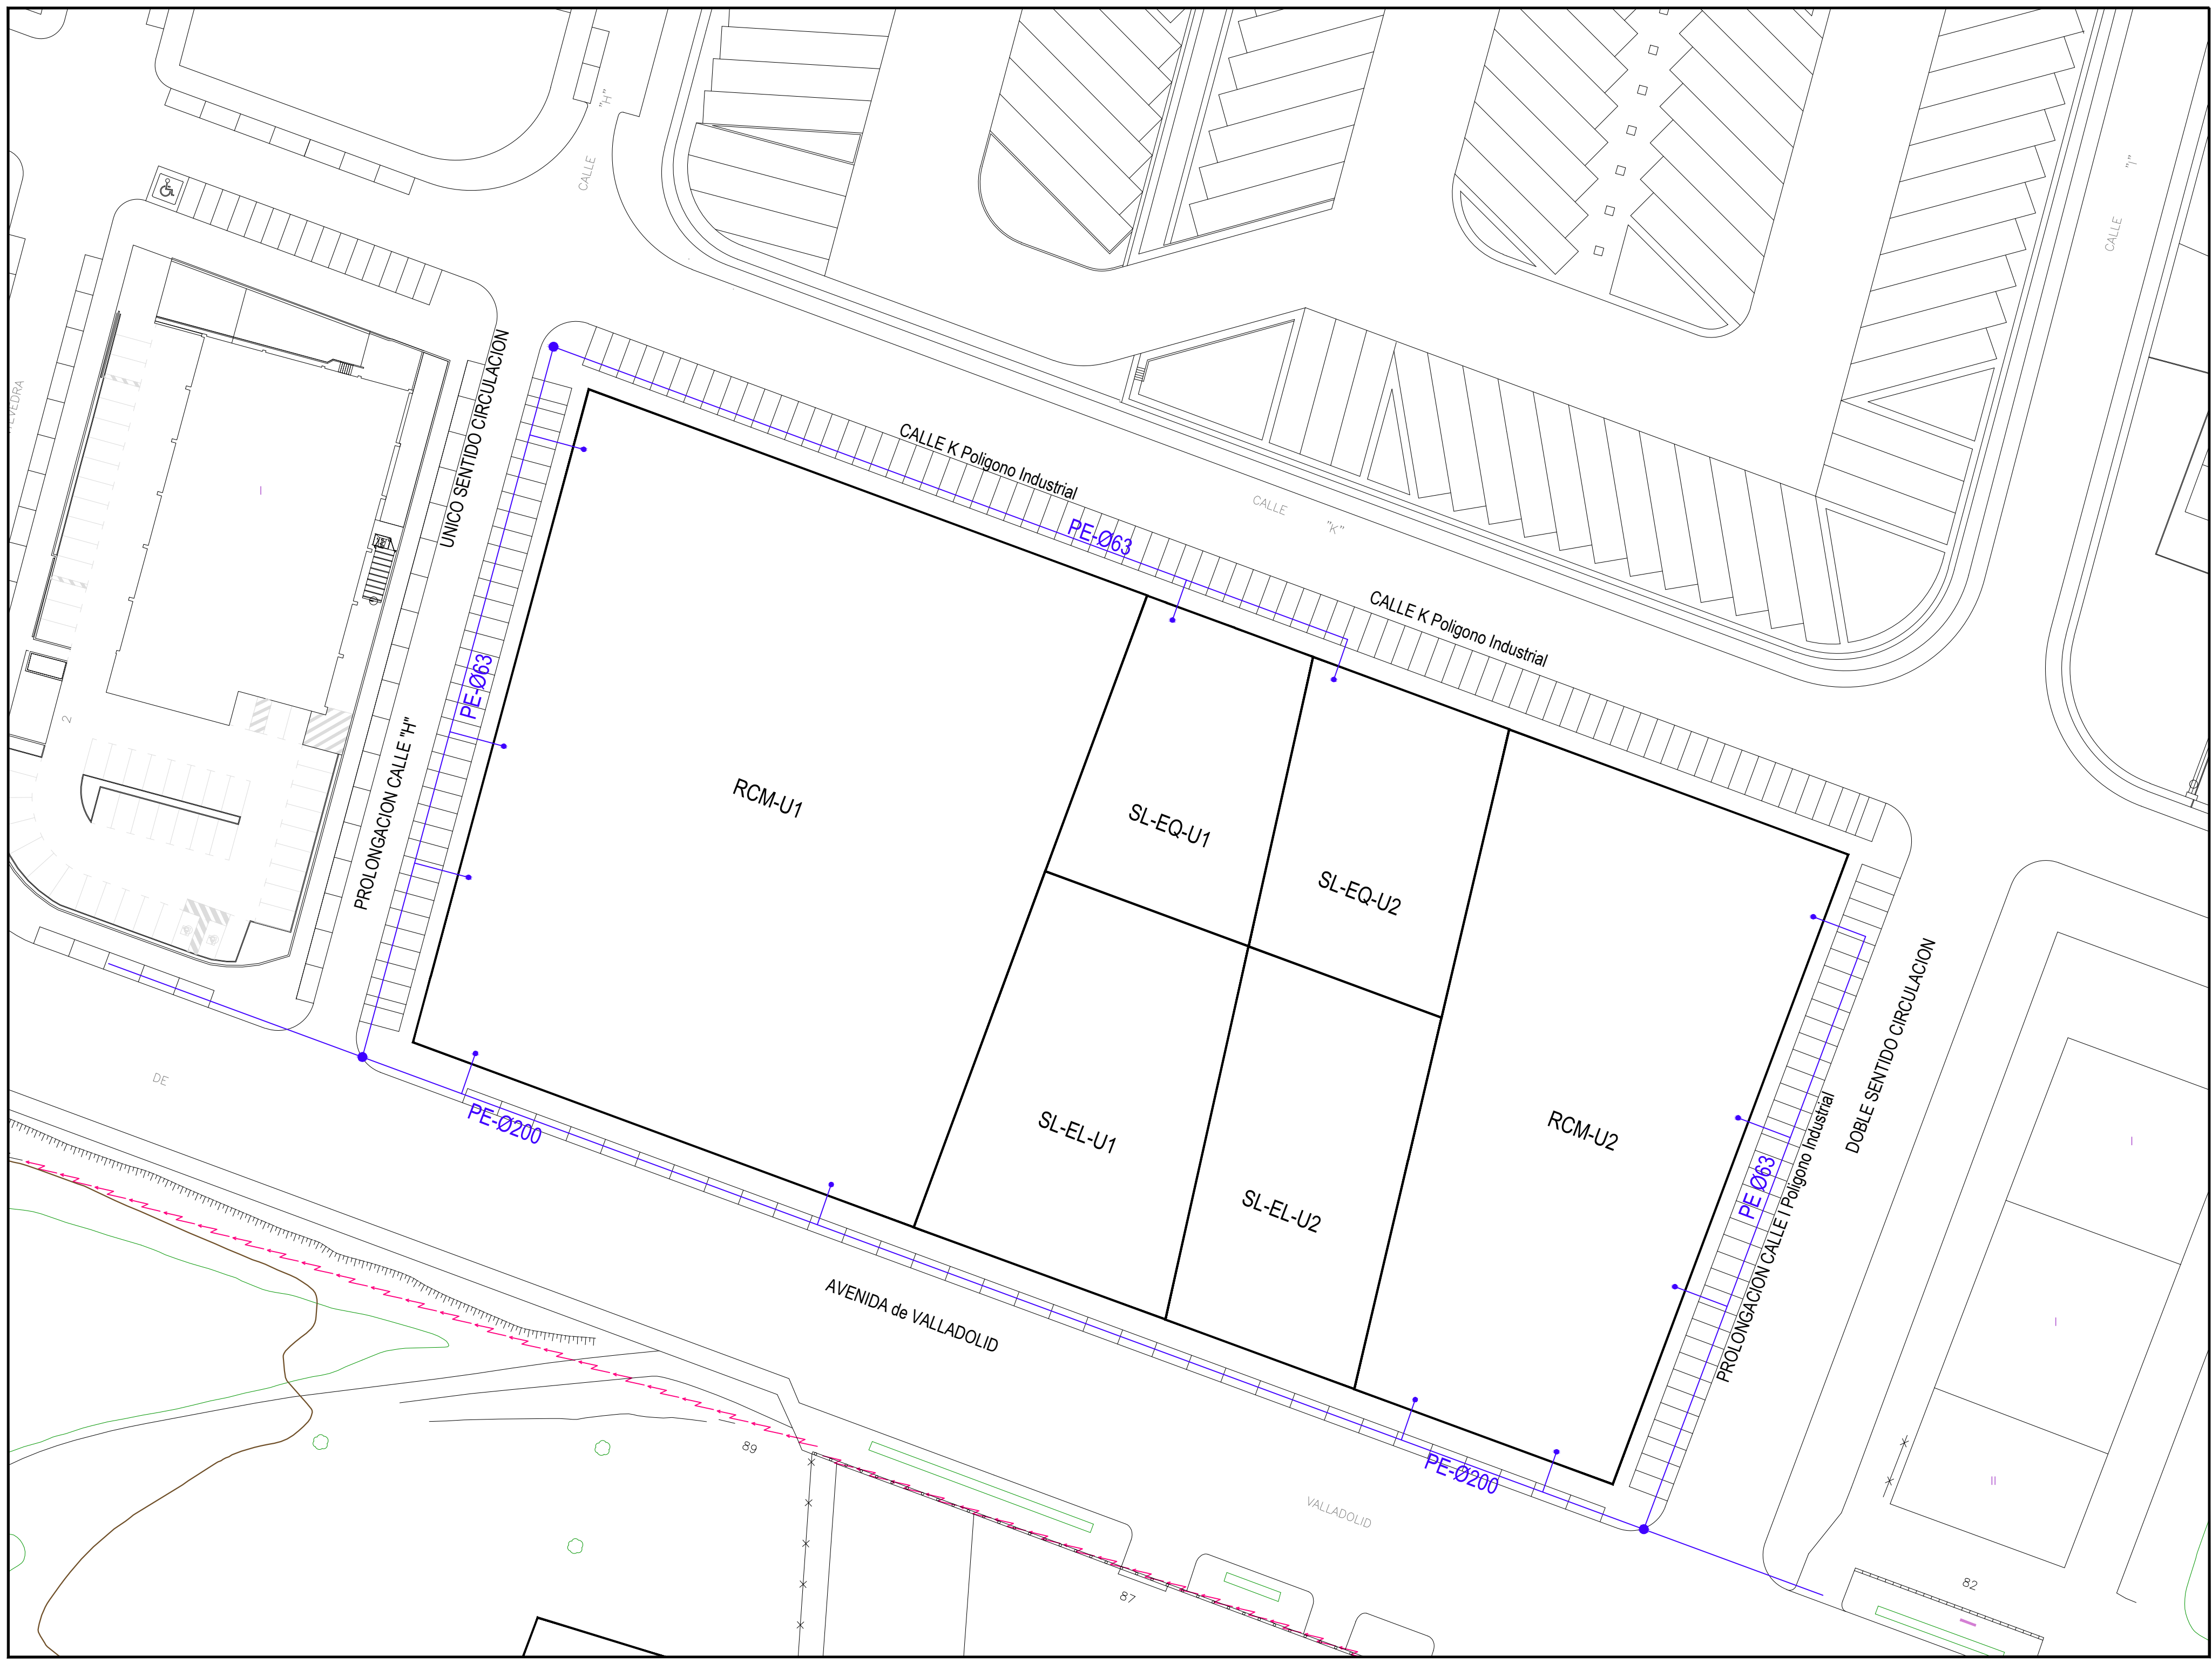 CALLE "H"
CALLE "I"
UNICO SENTIDO CIRCULACION
CALLE K Poligono Industrial
PE-Ø63
CALLE "K"
CALLE K Poligono Industrial
I
2
PE-Ø63
PROLONGACION CALLE "H"
RCM-U1
SL-EQ-U1
SL-EQ-U2
DOBLE SENTIDO CIRCULACION
DE
PE-Ø200
SL-EL-U1
RCM-U2
PE Ø63
PROLONGACION CALLE I Poligono Industrial
I
SL-EL-U2
AVENIDA de VALLADOLID
I
89
PE-Ø200
II
VALLADOLID
87
82